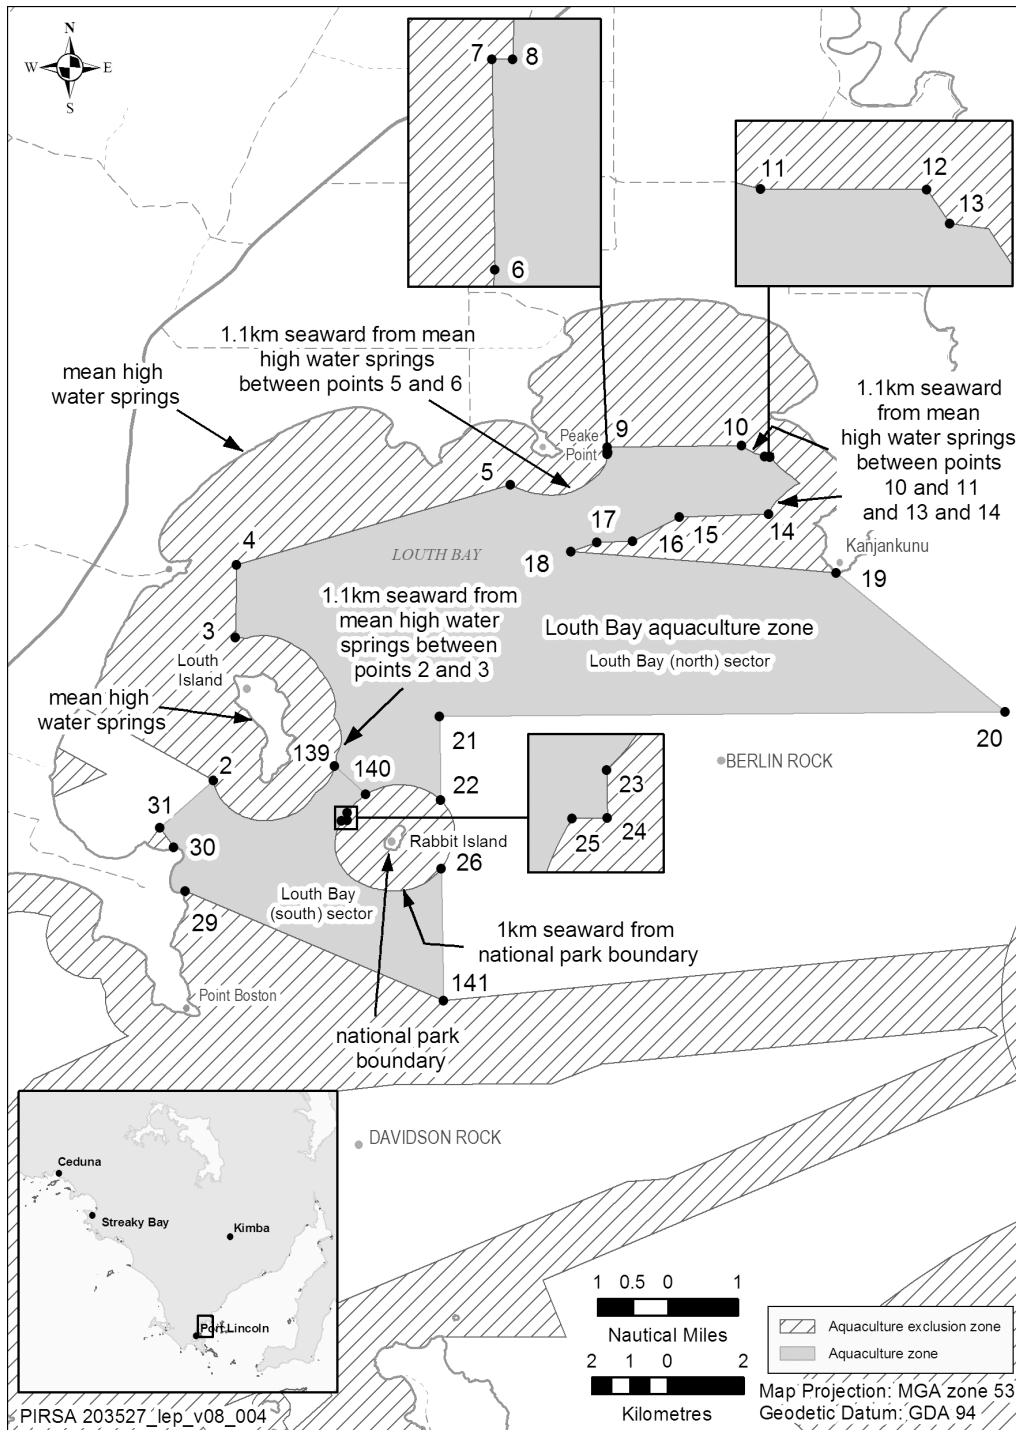 N
W
E
S
7
8
6
11
12
13
1.1km seaward from mean
high water springs
between points 5 and 6
mean high
water springs
1.1km seaward
from mean
high water springs
between points
10 and 11
and 13 and 14
Peake
Point
9
10
5
4
LOUTH BAY
17
18
16
15
14
Kanjankunu
19
1.1km seaward from
mean high water
springs between
points 2 and 3
Louth Bay aquaculture zone
Louth Bay (north) sector
3
Louth
Island
mean high
water springs
139
2
140
21
22
20
BERLIN ROCK
31
30
23
24
25
Rabbit Island
26
29
Louth Bay
(south) sector
1km seaward from
national park boundary
141
Point Boston
national park
boundary
DAVIDSON ROCK
Ceduna
Streaky Bay
Kimba
Port Lincoln
1 0.5 0 1
Nautical Miles
2 1 0 2
Kilometres
Aquaculture exclusion zone
Aquaculture zone
Map Projection: MGA zone 53
Geodetic Datum: GDA 94
PIRSA 203527_lep_v08_004